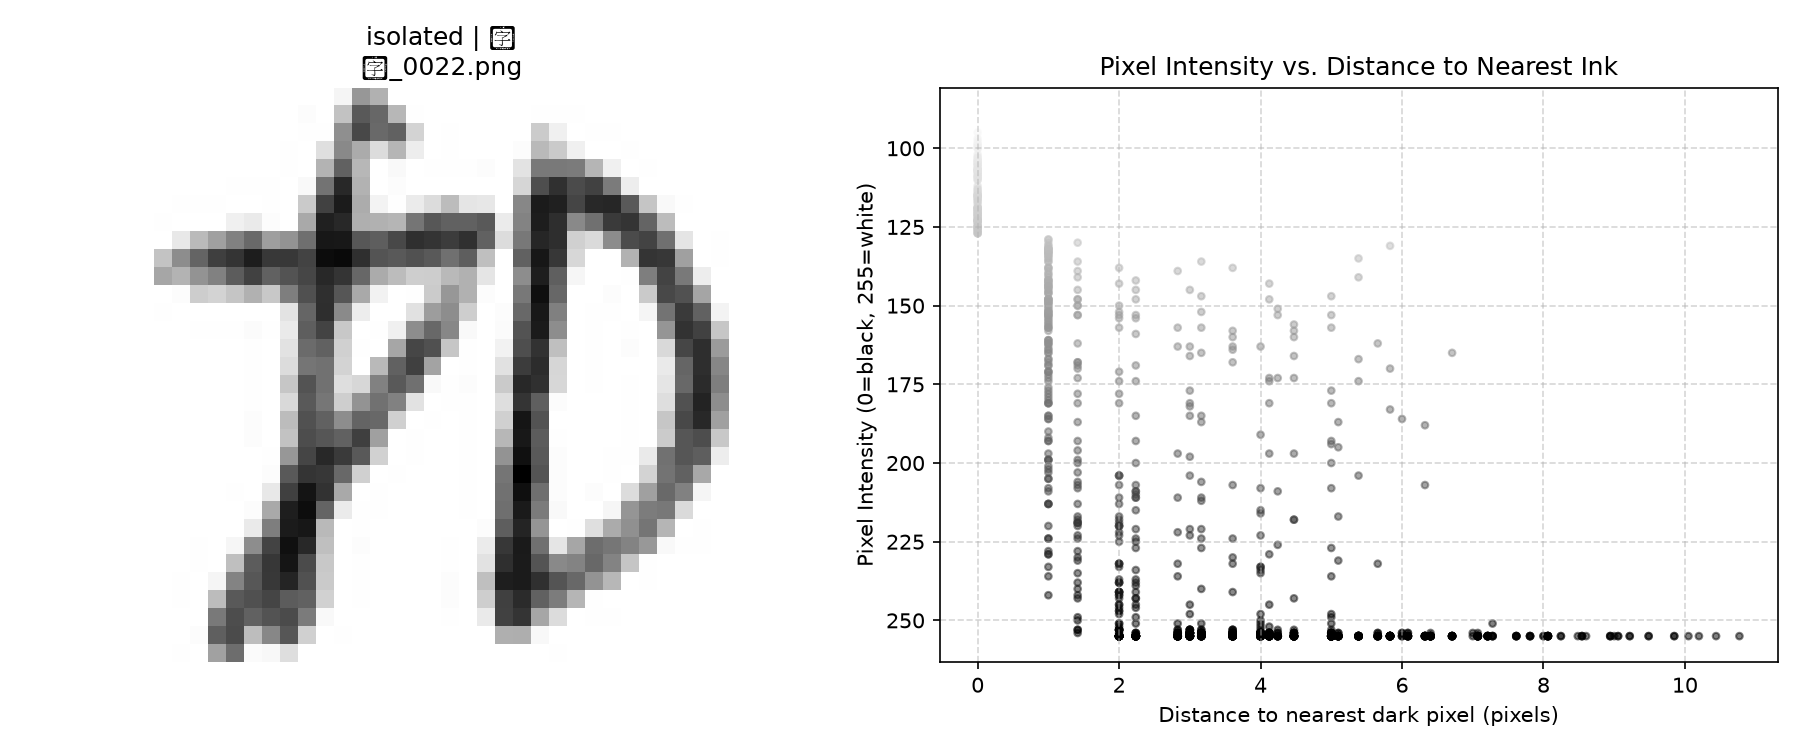 isolated |
_0022.png
Pixel Intensity vs. Distance to Nearest Ink
Pixel Intensity (0=black, 255=white)
100
125
150
175
200
225
250
0 2 4 6 8 10
Distance to nearest dark pixel (pixels)